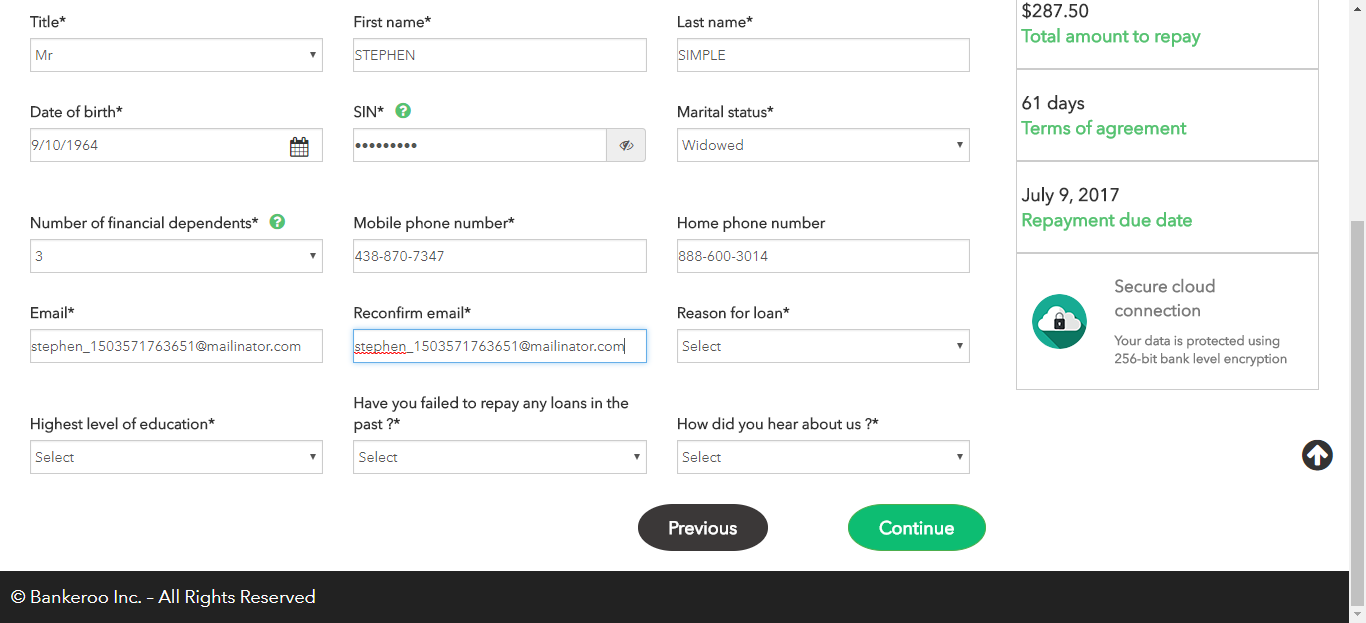 Title*
First name*
Last name*
Mr
STEPHEN
SIMPLE
Date of birth*
SIN*
?
Marital status*
9/10/1964
•••••••••
Widowed
Number of financial dependents*
?
Mobile phone number*
Home phone number
3
438-870-7347
888-600-3014
Email*
Reconfirm email*
Reason for loan*
stephen_1503571763651@mailinator.com
stephen_1503571763651@mailinator.com
Select
Highest level of education*
Have you failed to repay any loans in the
past ?*
How did you hear about us ?*
Select
Select
Select
Previous
Continue
$287.50
Total amount to repay
61 days
Terms of agreement
July 9, 2017
Repayment due date
Secure cloud
connection
Your data is protected using
256-bit bank level encryption
© Bankeroo Inc. – All Rights Reserved